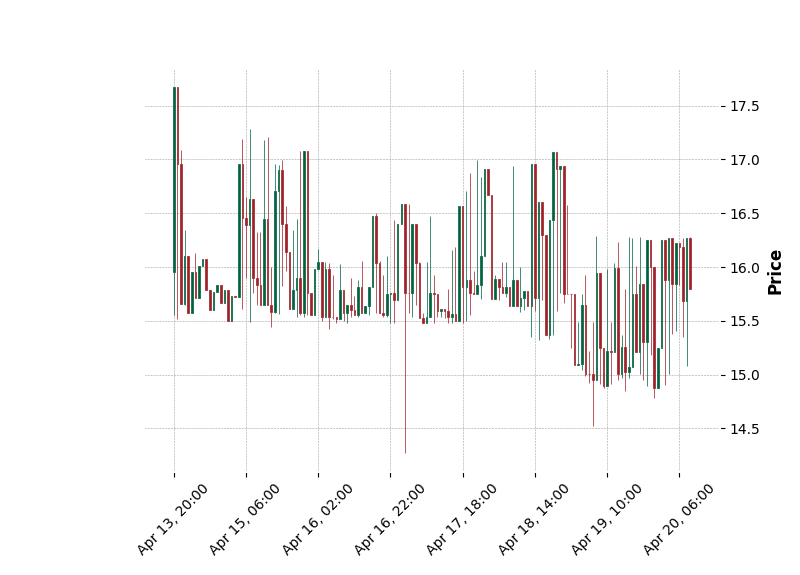 17.5
17.0
16.5
16.0
15.5
15.0
14.5
Price
Apr 13, 20:00
Apr 15, 06:00
Apr 16, 02:00
Apr 16, 22:00
Apr 17, 18:00
Apr 18, 14:00
Apr 19, 10:00
Apr 20, 06:00